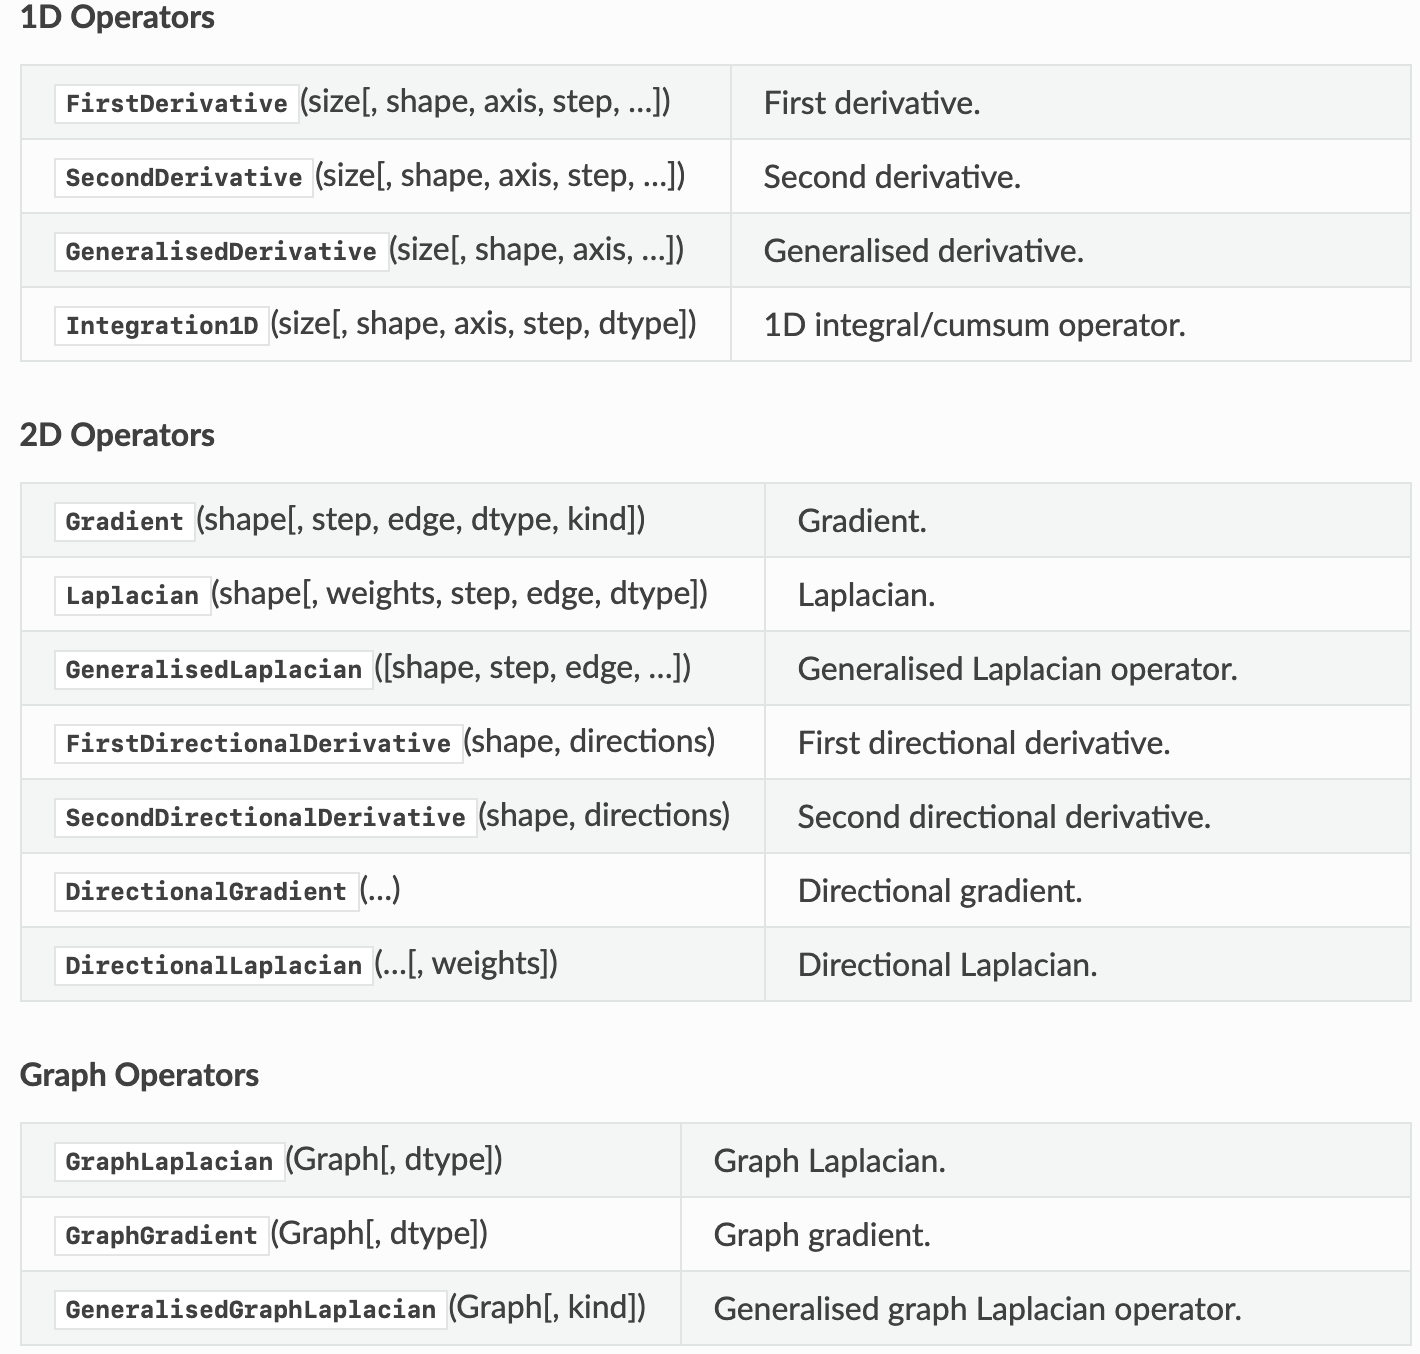 1D Operators
FirstDerivative(size[, shape, axis, step, ...]) First derivative.
SecondDerivative(size[, shape, axis, step, ...]) Second derivative.
GeneralisedDerivative(size[, shape, axis, ...]) Generalised derivative.
Integration1D(size[, shape, axis, step, dtype]) 1D integral/cumsum operator.
2D Operators
Gradient(shape[, step, edge, dtype, kind]) Gradient.
Laplacian(shape[, weights, step, edge, dtype]) Laplacian.
GeneralisedLaplacian([shape, step, edge, ...]) Generalised Laplacian operator.
FirstDirectionalDerivative(shape, directions) First directional derivative.
SecondDirectionalDerivative(shape, directions) Second directional derivative.
DirectionalGradient(...) Directional gradient.
DirectionalLaplacian(...[, weights]) Directional Laplacian.
Graph Operators
GraphLaplacian(Graph[, dtype]) Graph Laplacian.
GraphGradient(Graph[, dtype]) Graph gradient.
GeneralisedGraphLaplacian(Graph[, kind]) Generalised graph Laplacian operator.